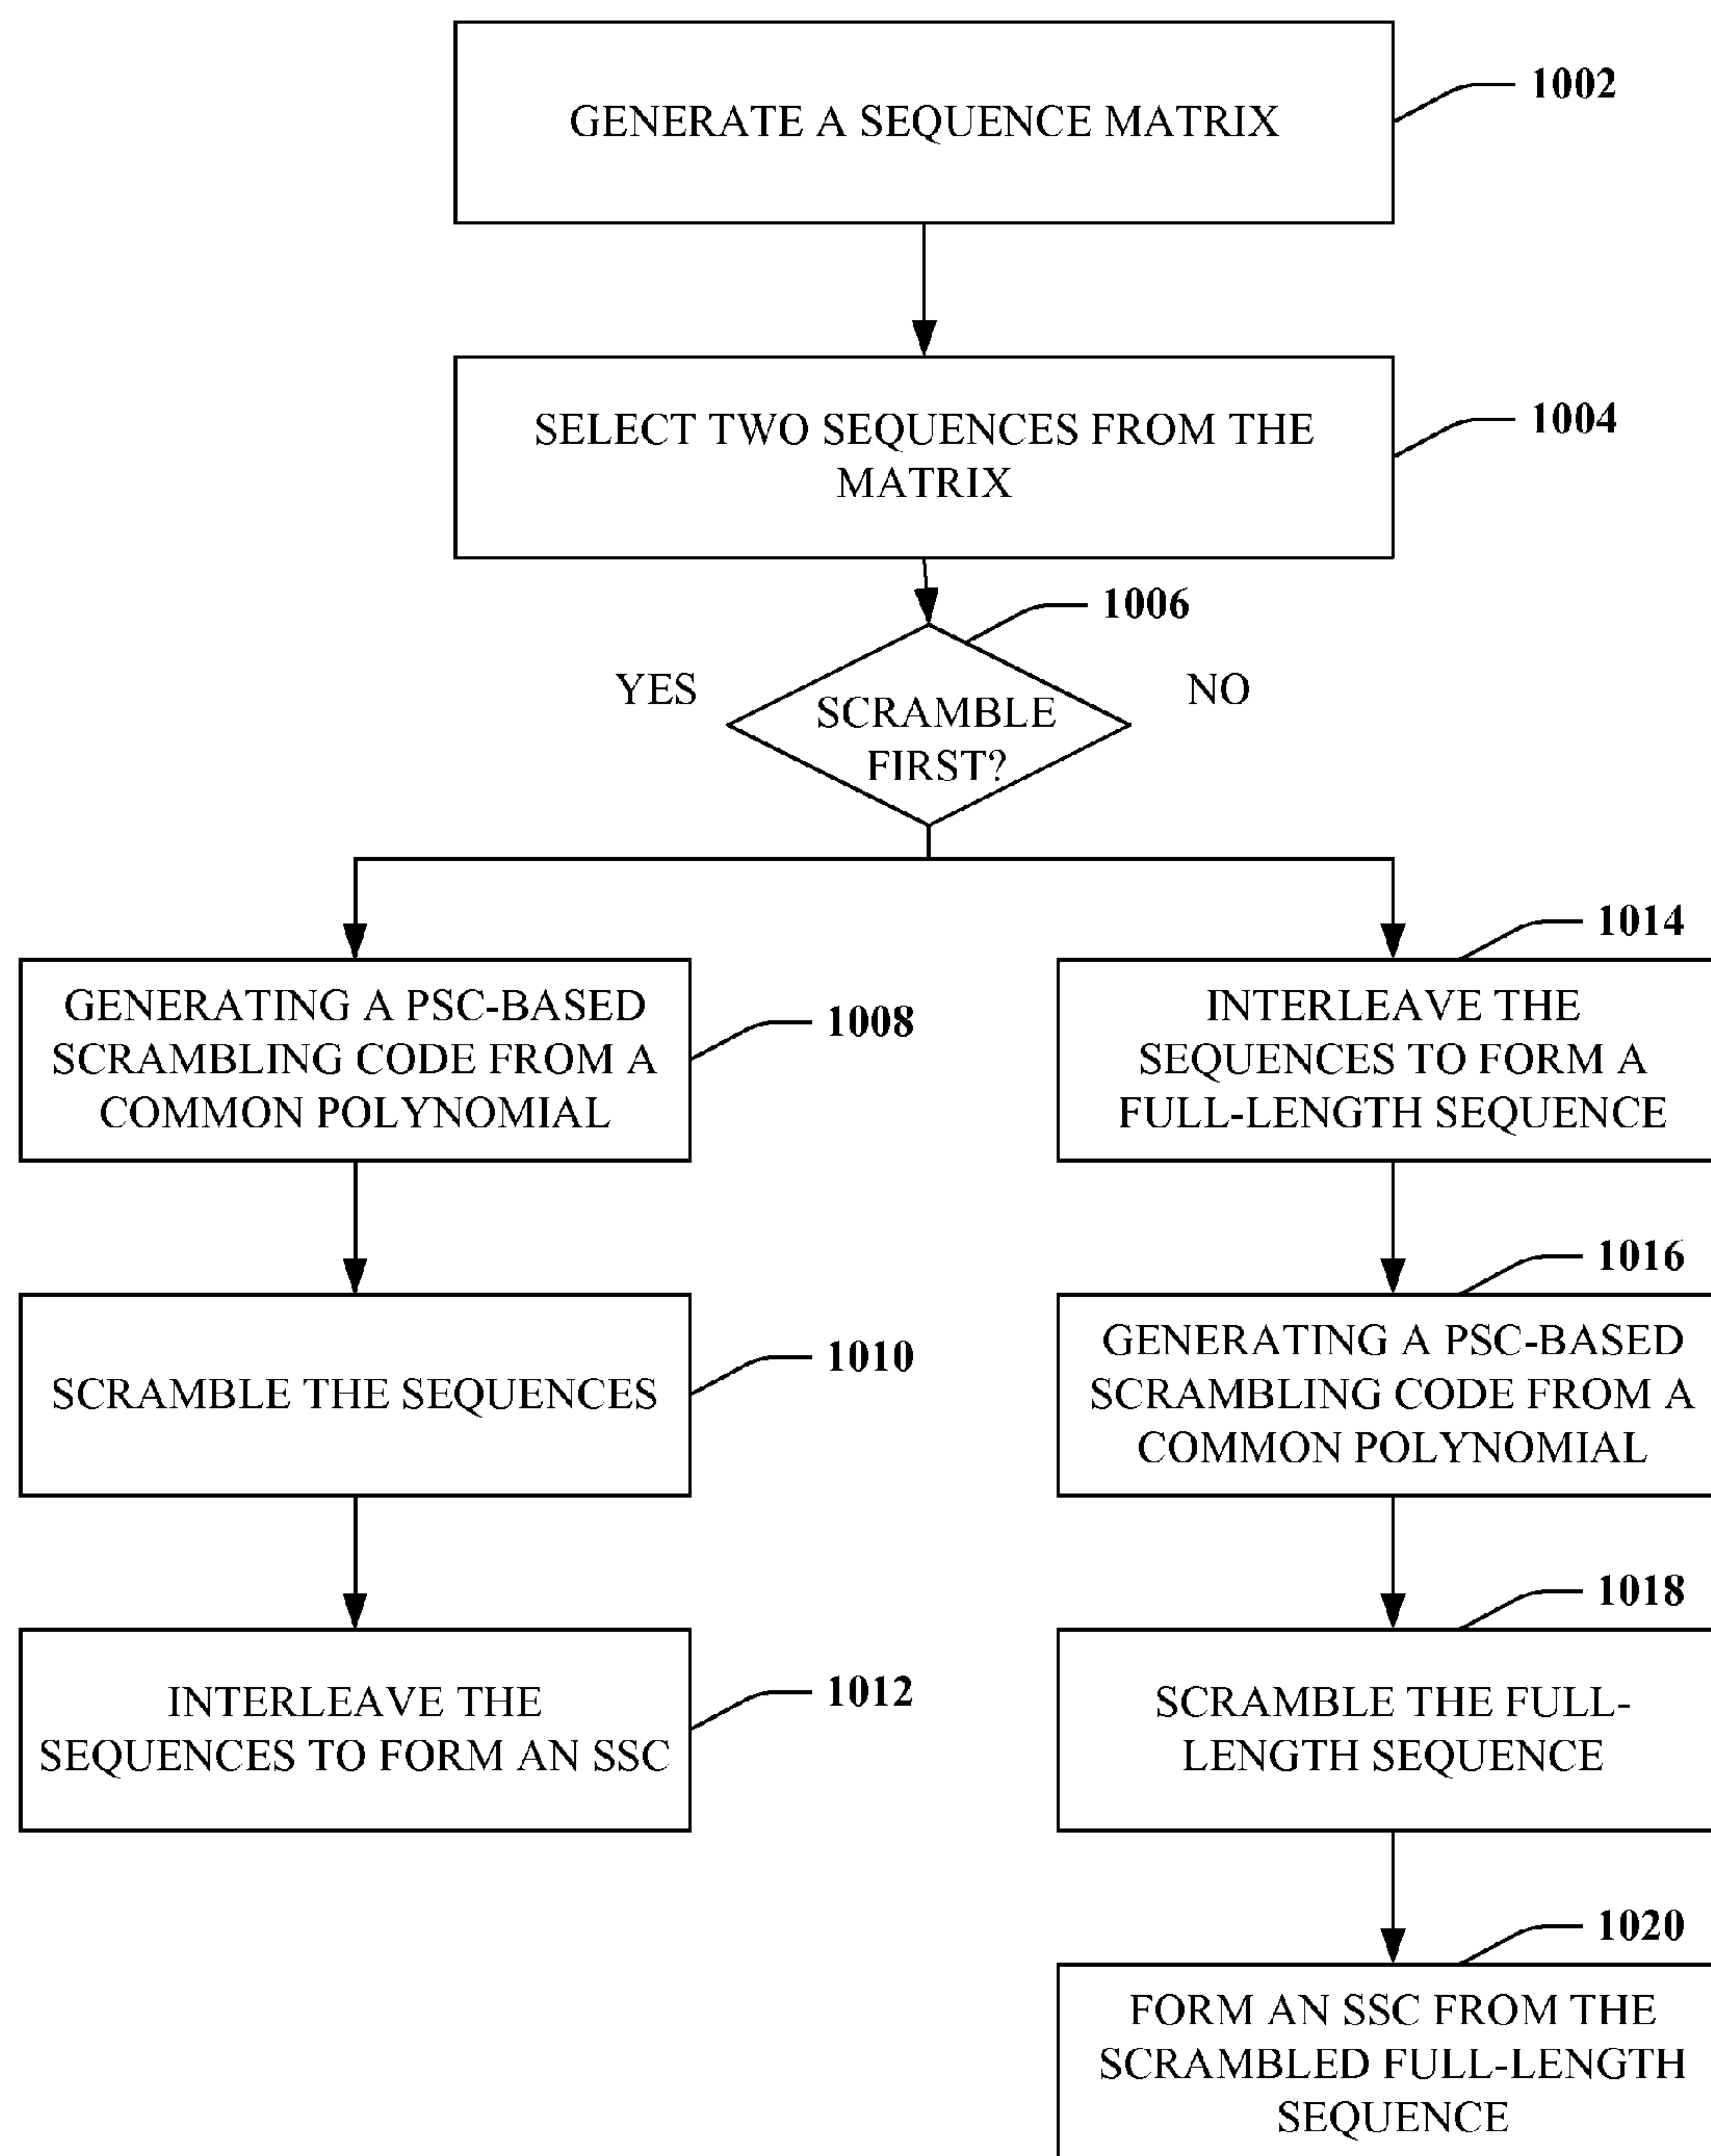 GENERATE A SEQUENCE MATRIX
1002
SELECT TWO SEQUENCES FROM THE
MATRIX
1004
1006
YES
NO
SCRAMBLE
FIRST?
GENERATING A PSC-BASED
SCRAMBLING CODE FROM A
COMMON POLYNOMIAL
1008
SCRAMBLE THE SEQUENCES
1010
INTERLEAVE THE
SEQUENCES TO FORM AN SSC
1012
1014
INTERLEAVE THE
SEQUENCES TO FORM A
FULL-LENGTH SEQUENCE
1016
GENERATING A PSC-BASED
SCRAMBLING CODE FROM A
COMMON POLYNOMIAL
1018
SCRAMBLE THE FULL-
LENGTH SEQUENCE
1020
FORM AN SSC FROM THE
SCRAMBLED FULL-LENGTH
SEQUENCE